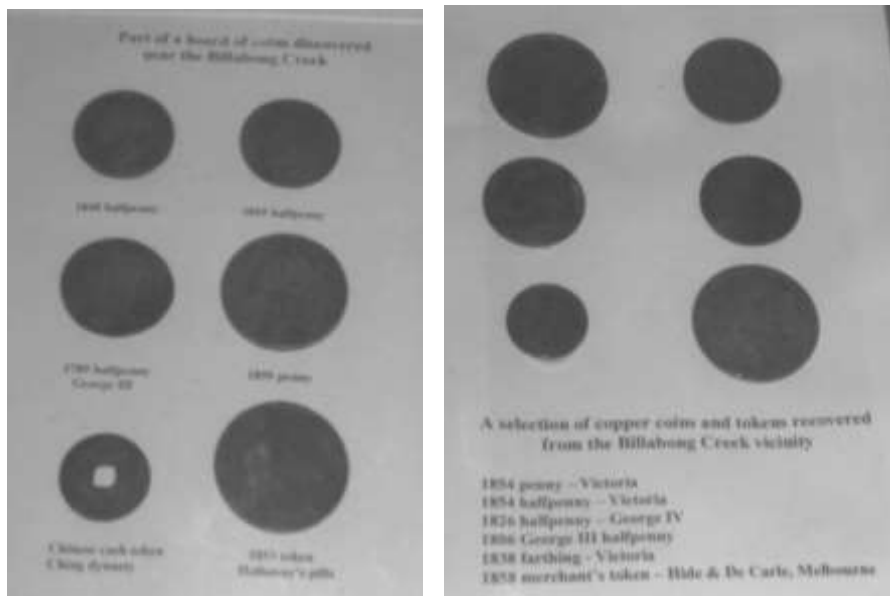 Part of a hoard of coins discovered
near the Billabong Creek
halfpenny
halfpenny
halfpenny
George III
penny
Chinese cash token
Ching dynasty
1857 token
Holloway's pills
A selection of copper coins and tokens recovered
from the Billabong Creek vicinity
1854 penny – Victoria
1854 halfpenny – Victoria
1826 halfpenny – George IV
1806 George III halfpenny
1838 farthing - Victoria
1858 merchant's token – Hide & De Carle, Melbourne